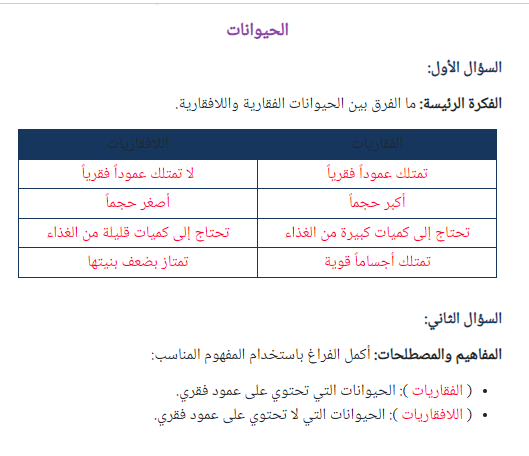 الحيوانات
السؤال الأول:
الفكرة الرئيسة: ما الفرق بين الحيوانات الفقارية واللافقارية.
الفقاريات اللافقاريات
تمتلك عموداً فقرياً لا تمتلك عموداً فقرياً
أكبر حجماً أصغر حجماً
تحتاج إلى كميات كبيرة من الغذاء تحتاج إلى كميات قليلة من الغذاء
تمتلك أجساماً قوية تمتاز بضعف بنيتها
السؤال الثاني:
المفاهيم والمصطلحات: أكمل الفراغ باستخدام المفهوم المناسب:
• ( الفقاريات ): الحيوانات التي تحتوي على عمود فقري.
• ( اللافقاريات ): الحيوانات التي لا تحتوي على عمود فقري.